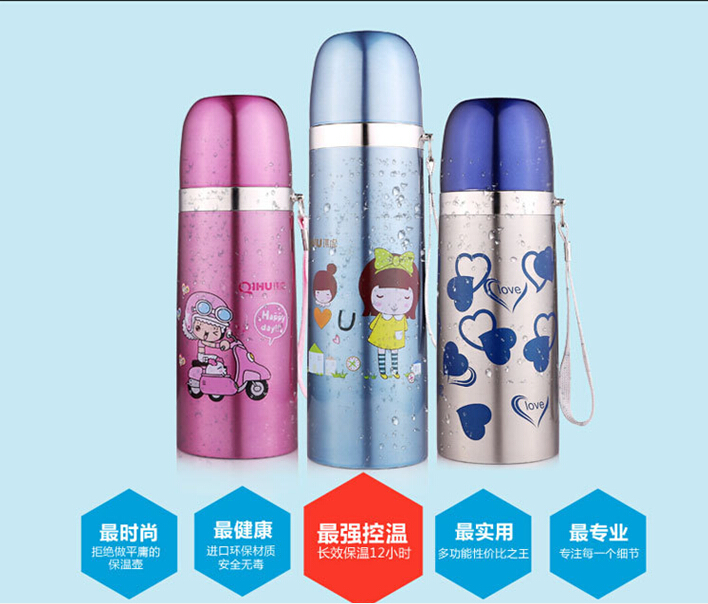 QIHU
Happy
day!!
U
love
love
最时尚
拒绝做平庸的
保温壶
最健康
进口环保材质
安全无毒
最强控温
长效保温12小时
最实用
多功能性价比之王
最专业
专注每一个细节